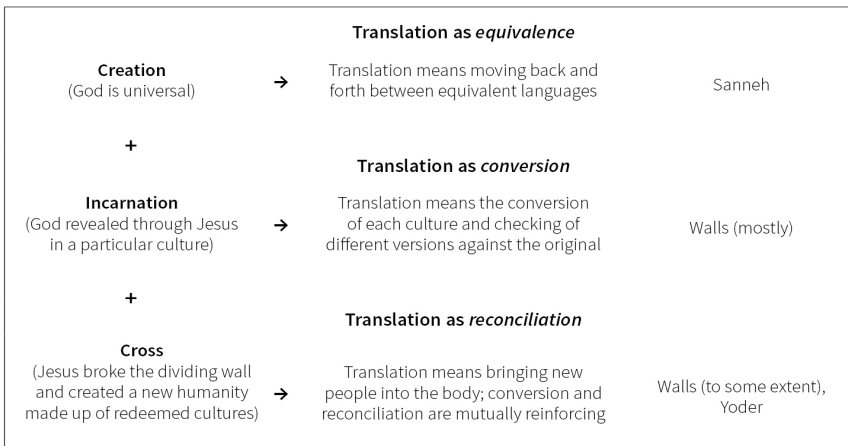 Translation as equivalence
Creation
(God is universal)
→
Translation means moving back and
forth between equivalent languages
Sanneh
+
Translation as conversion
Incarnation
(God revealed through Jesus
in a particular culture)
→
Translation means the conversion
of each culture and checking of
different versions against the original
Walls (mostly)
+
Translation as reconciliation
Cross
(Jesus broke the dividing wall
and created a new humanity
made up of redeemed cultures)
→
Translation means bringing new
people into the body; conversion and
reconciliation are mutually reinforcing
Walls (to some extent),
Yoder